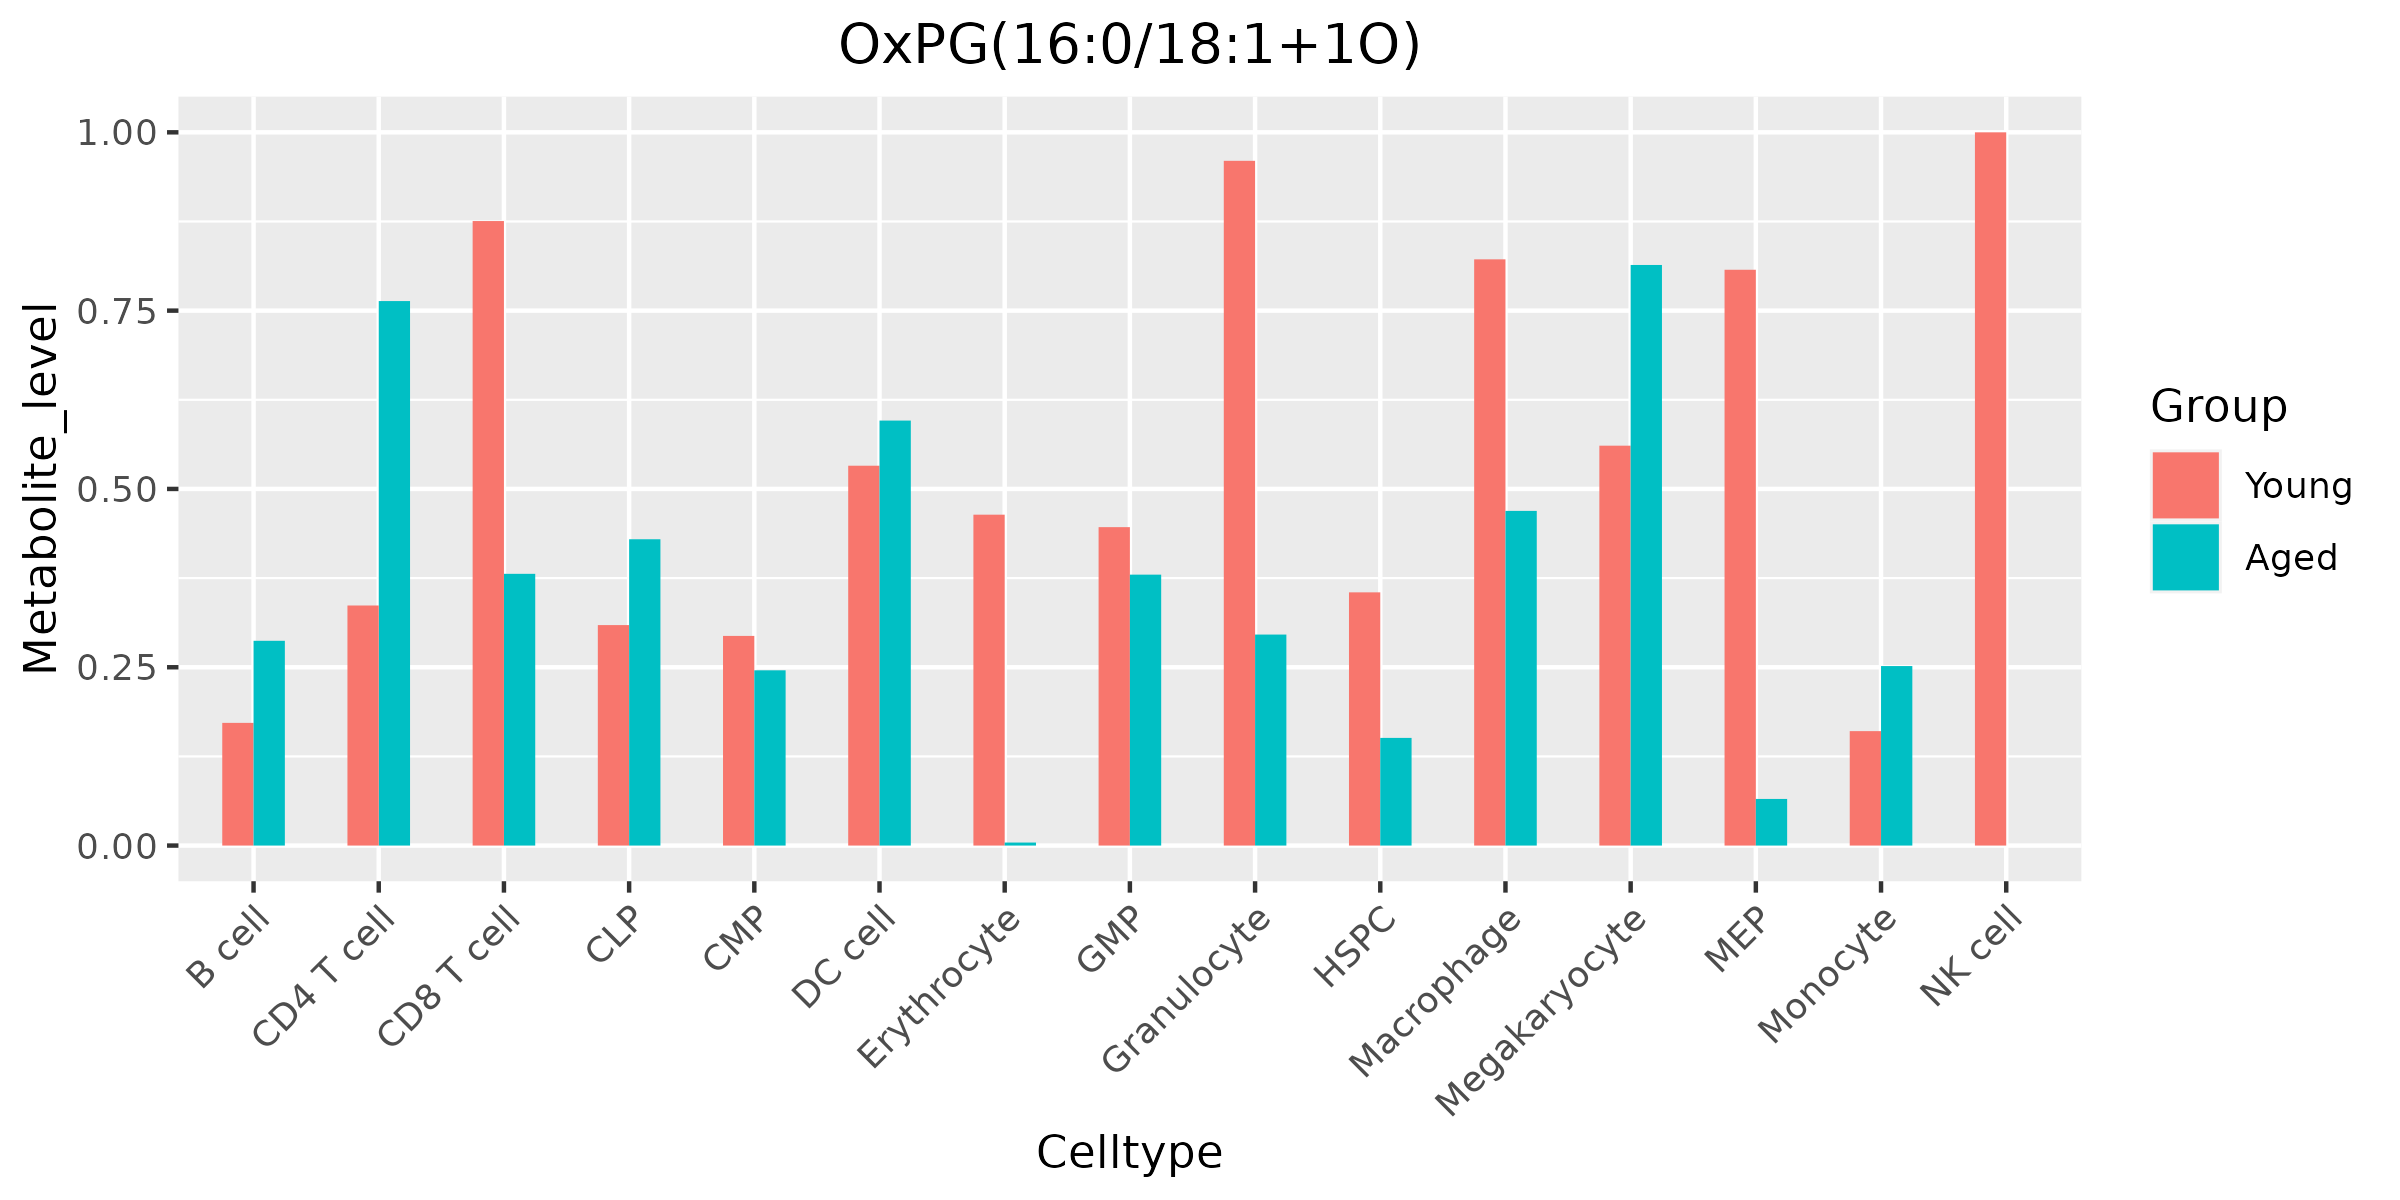 OxPG(16:0/18:1+1O)
Metabolite_level
1.00
0.75
0.50
0.25
0.00
B cell
CD4 T cell
CD8 T cell
CLP
CMP
DC cell
Erythrocyte
GMP
Granulocyte
HSPC
Macrophage
Megakaryocyte
MEP
Monocyte
NK cell
Celltype
Group
Young
Aged